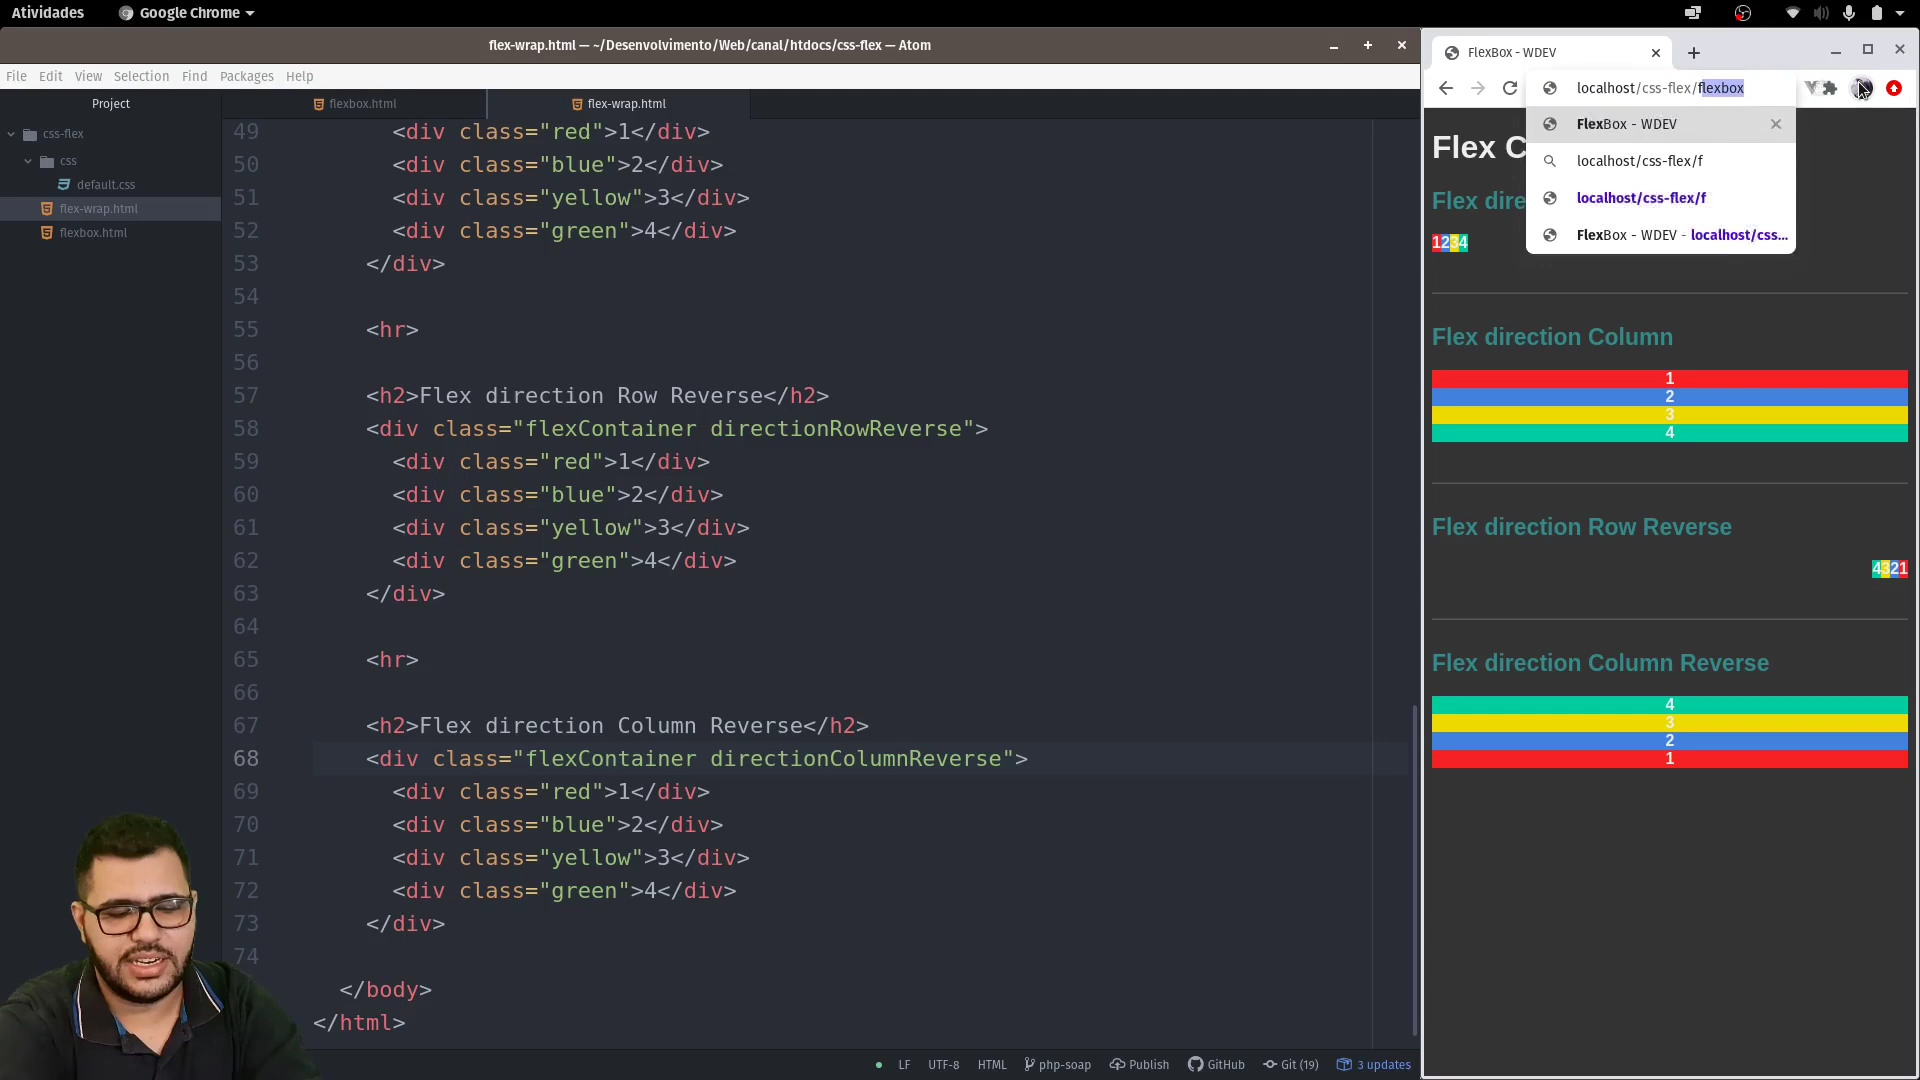 Atividades
Google Chrome
flex-wrap.html — ~/Desenvolvimento/Web/canal/htdocs/css-flex — Atom
File Edit View Selection Find Packages Help
Project
css-flex
css
default.css
flex-wrap.html
flexbox.html
flexbox.html
flex-wrap.html
49 <div class="red">1</div>
50 <div class="blue">2</div>
51 <div class="yellow">3</div>
52 <div class="green">4</div>
53 </div>
54
55 <hr>
56
57 <h2>Flex direction Row Reverse</h2>
58 <div class="flexContainer directionRowReverse">
59 <div class="red">1</div>
60 <div class="blue">2</div>
61 <div class="yellow">3</div>
62 <div class="green">4</div>
63 </div>
64
65 <hr>
66
67 <h2>Flex direction Column Reverse</h2>
68 <div class="flexContainer directionColumnReverse">
69 <div class="red">1</div>
70 <div class="blue">2</div>
71 <div class="yellow">3</div>
72 <div class="green">4</div>
73 </div>
74
</body>
</html>
LF UTF-8 HTML php-soap Publish GitHub Git (19) 3 updates
FlexBox - WDEV
localhost/css-flex/flexbox
FlexBox - WDEV
localhost/css-flex/f
localhost/css-flex/f
FlexBox - WDEV - localhost/css...
Flex C
Flex dire
1234
Flex direction Column
1
2
3
4
Flex direction Row Reverse
4321
Flex direction Column Reverse
4
3
2
1